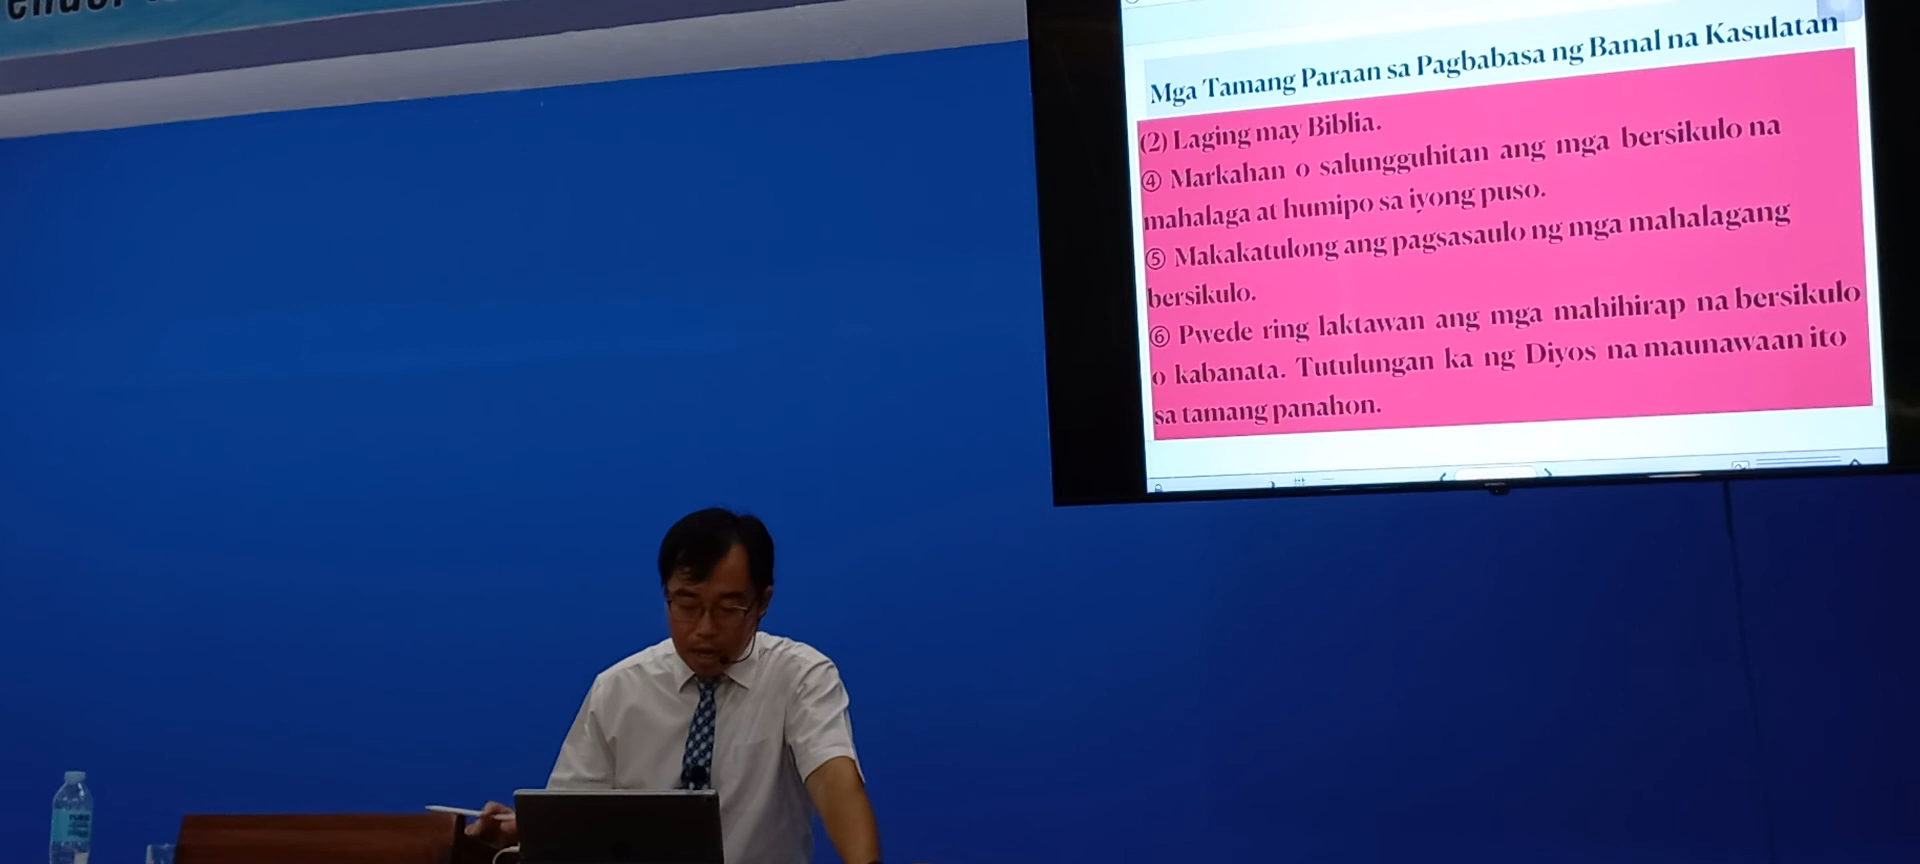 Mga Tamang Paraan sa Pagbabasa ng Banal na Kasulatan
(2) Laging may Biblia.
④ Markahan o salungguhitan ang mga bersikulo na
mahalaga at humipo sa iyong puso.
⑤ Makakatulong ang pagsasaulo ng mga mahalagang
bersikulo.
⑥ Pwede ring laktawan ang mga mahihirap na bersikulo
o kabanata. Tutulungan ka ng Diyos na maunawaan ito
sa tamang panahon.